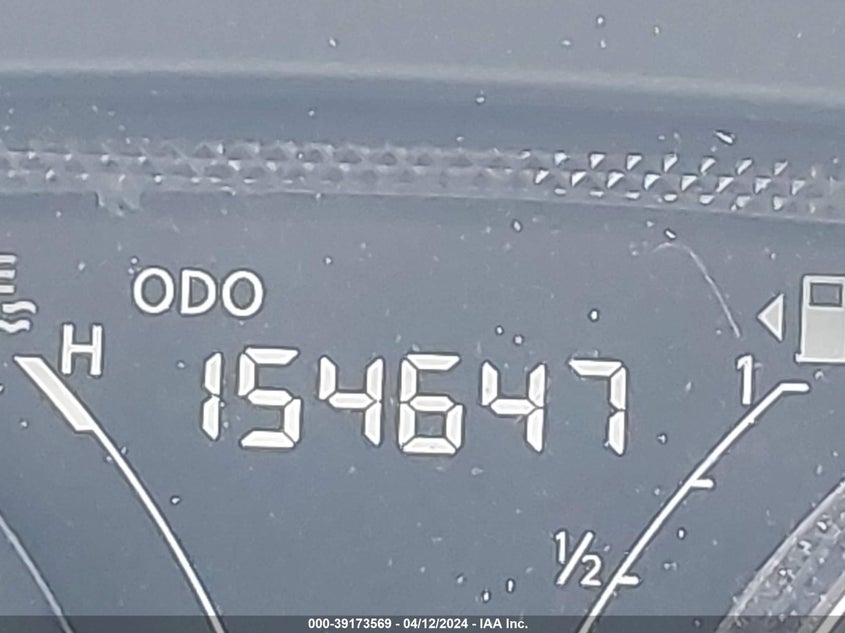 ODO
H
154647
1
1/2
000-39173569 - 04/12/2024 - IAA Inc.